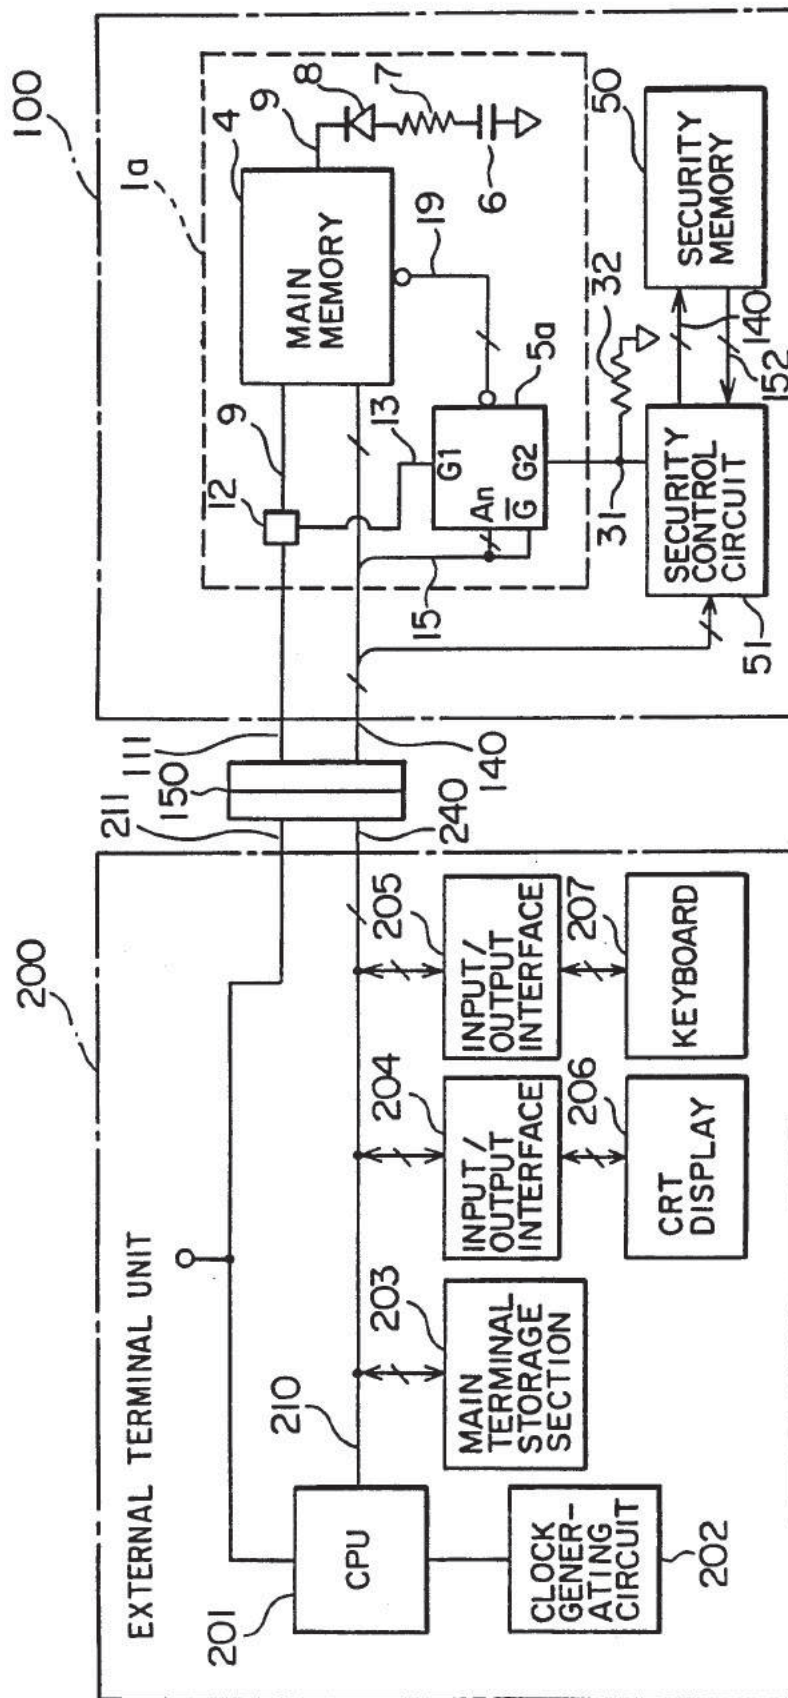 200
100
EXTERNAL TERMINAL UNIT
211
111
150
1a
4
9
8
9
12
MAIN
MEMORY
7
6
13
19
G1
5a
An
G
G2
15
201
CPU
210
240
140
203
204
205
MAIN
TERMINAL
STORAGE
SECTION
INPUT/
OUTPUT
INTERFACE
INPUT/
OUTPUT
INTERFACE
31
32
50
CLOCK
GENER-
ATING
CIRCUIT
202
206
207
CRT
DISPLAY
KEYBOARD
SECURITY
CONTROL
CIRCUIT
51
140
152
SECURITY
MEMORY